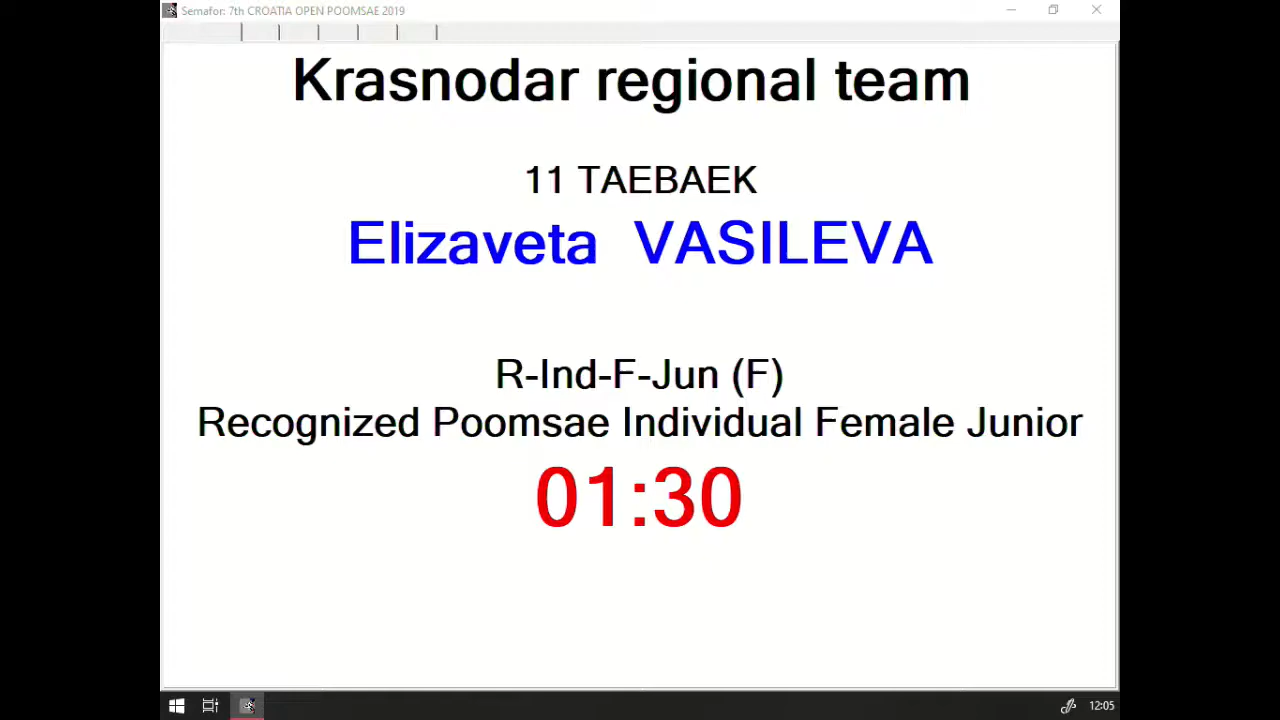 Semafor: 7th CROATIA OPEN POOMSAE 2019
Krasnodar regional team
11 TAEBAEK
Elizaveta VASILEVA
R-Ind-F-Jun (F)
Recognized Poomsae Individual Female Junior
01:30
12:05